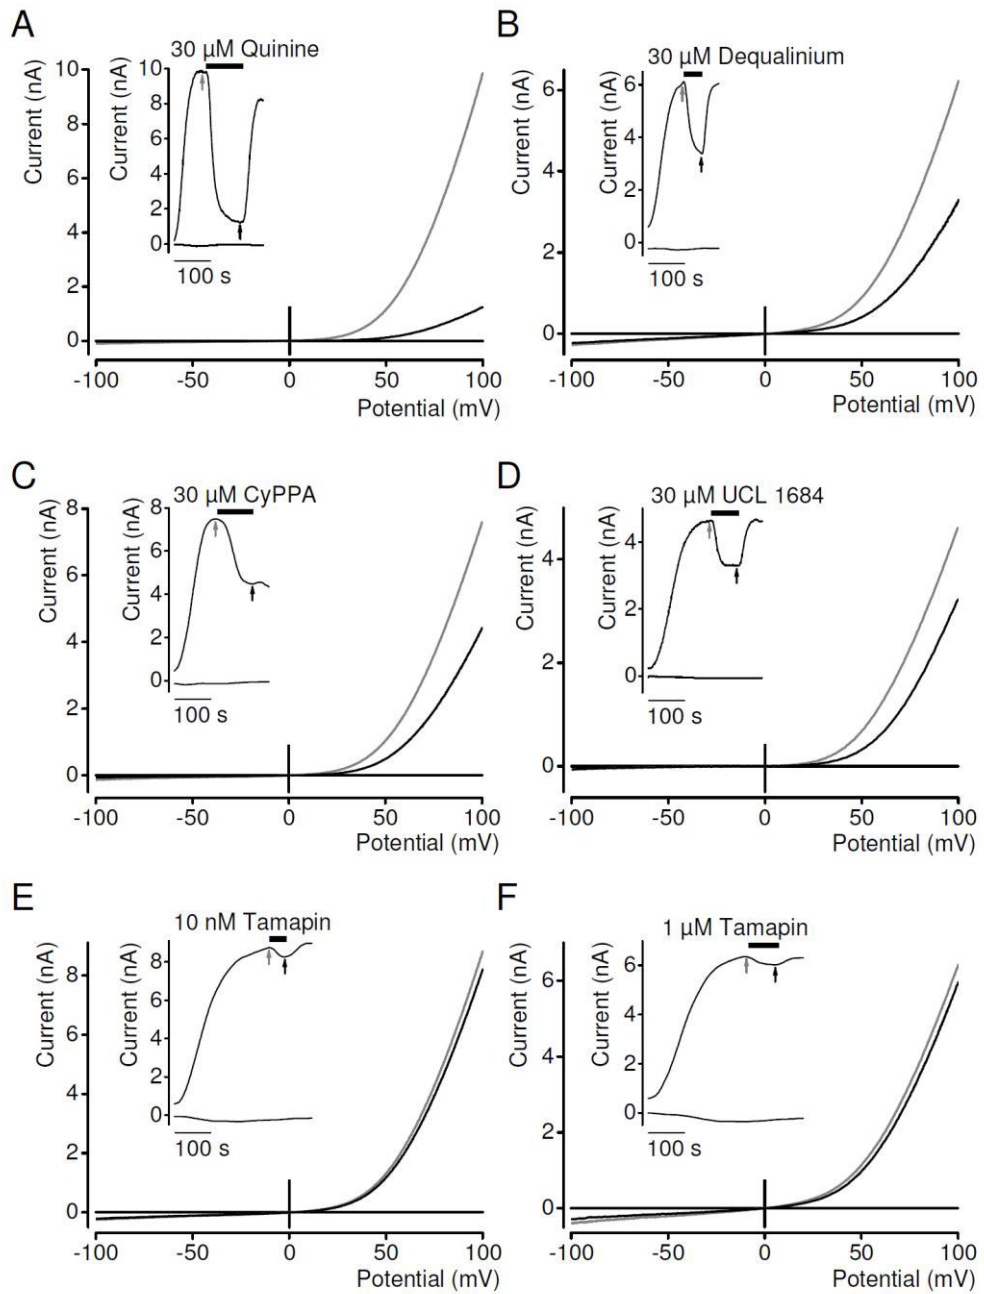 A
30 µM Quinine
Current (nA)
10
8
6
4
2
0
Current (nA)
10
8
6
4
2
0
100 s
-100
-50
0
50
100
Potential (mV)
B
30 µM Dequalinium
Current (nA)
6
4
2
0
Current (nA)
6
4
2
0
100 s
-100
-50
0
50
100
Potential (mV)
C
30 µM CyPPA
Current (nA)
8
6
4
2
0
Current (nA)
8
6
4
2
0
100 s
-100
-50
0
50
100
Potential (mV)
D
30 µM UCL 1684
Current (nA)
4
2
0
Current (nA)
4
2
0
100 s
-100
-50
0
50
100
Potential (mV)
E
10 nM Tamapin
Current (nA)
8
6
4
2
0
Current (nA)
8
6
4
2
0
100 s
-100
-50
0
50
100
Potential (mV)
F
1 µM Tamapin
Current (nA)
6
4
2
0
Current (nA)
6
4
2
0
100 s
-100
-50
0
50
100
Potential (mV)